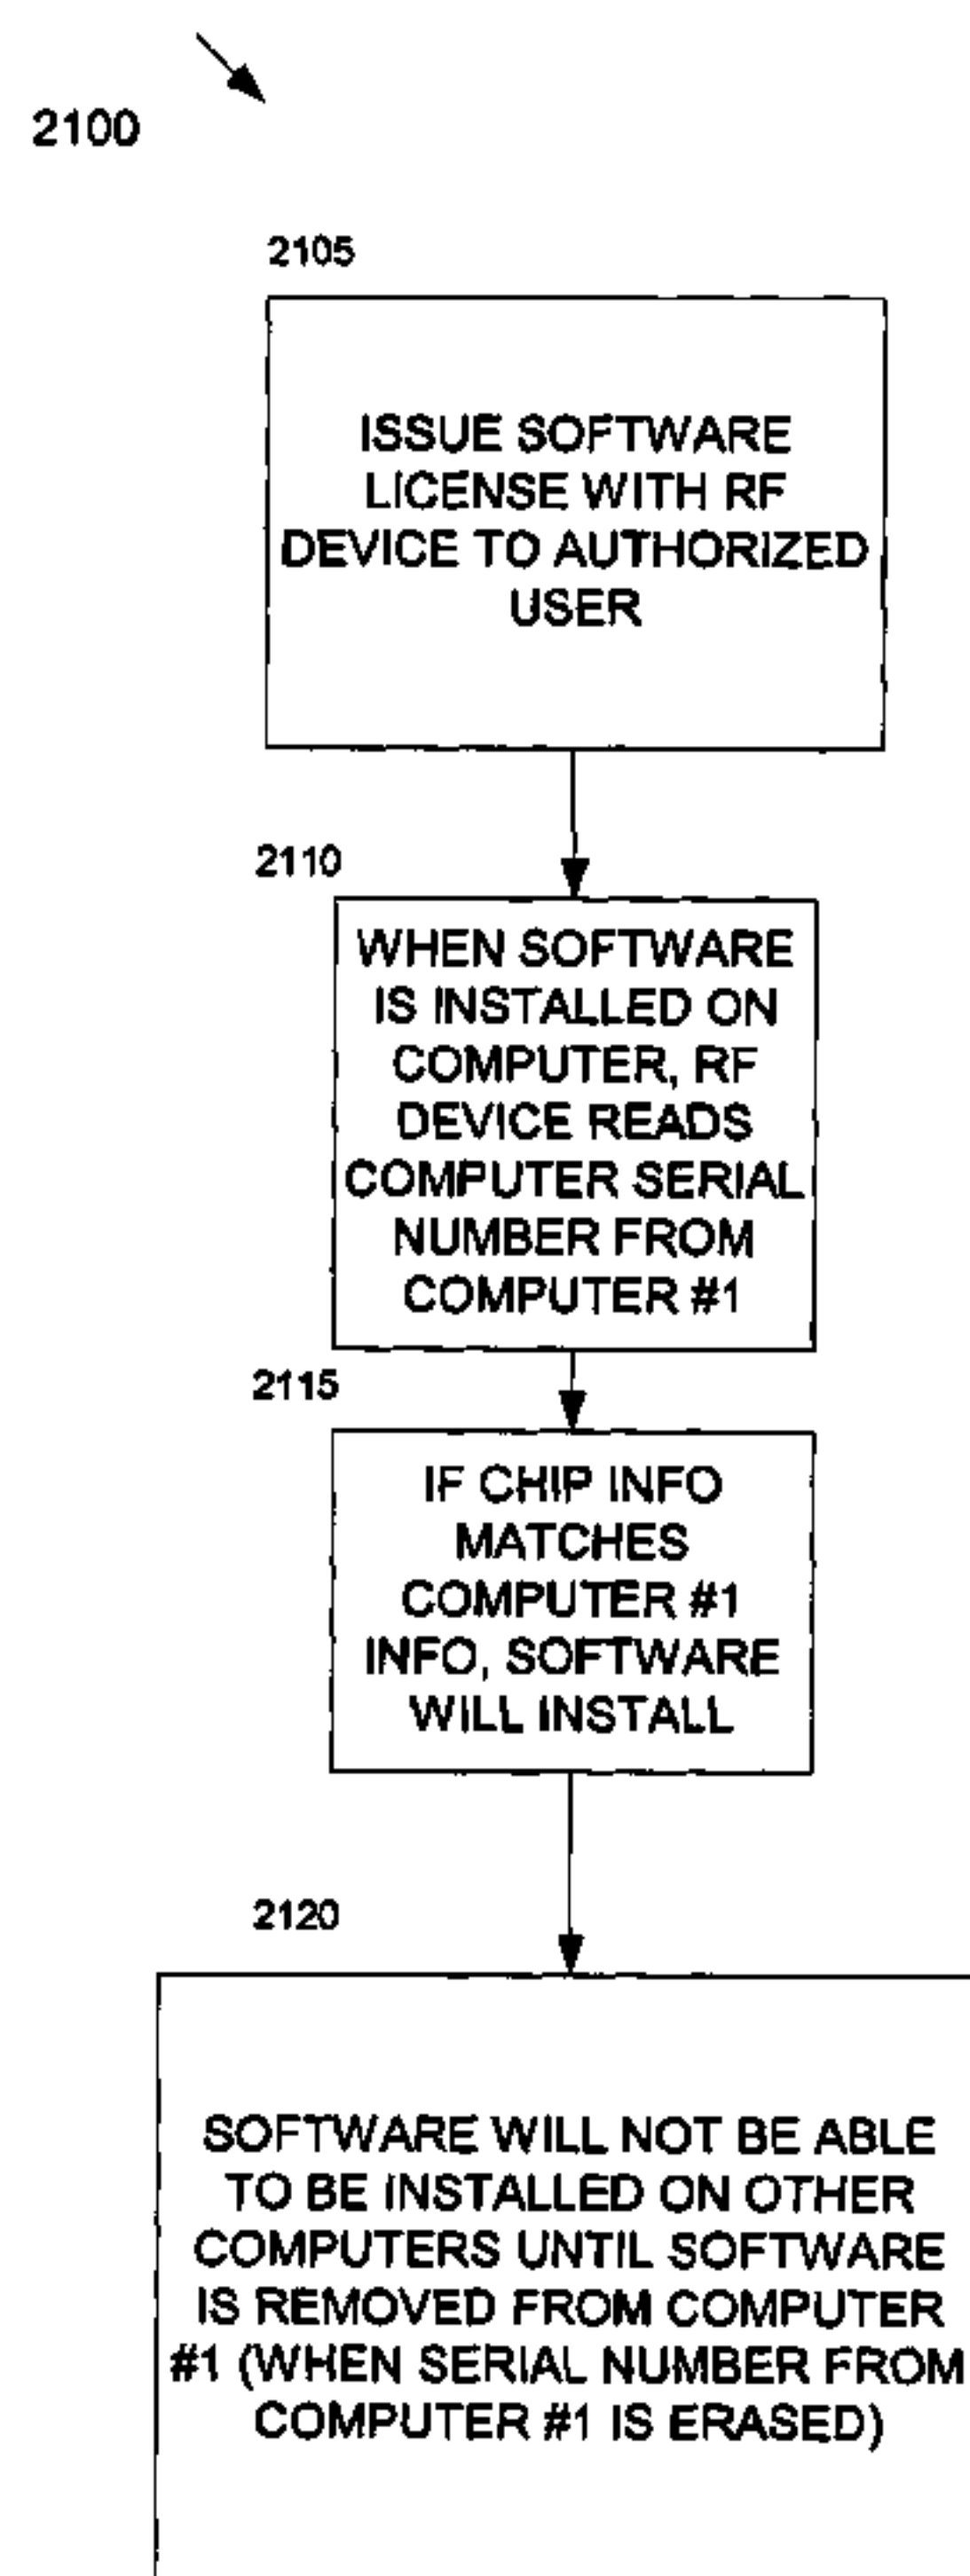 2100
2105
ISSUE SOFTWARE
LICENSE WITH RF
DEVICE TO AUTHORIZED
USER
2110
WHEN SOFTWARE
IS INSTALLED ON
COMPUTER, RF
DEVICE READS
COMPUTER SERIAL
NUMBER FROM
COMPUTER #1
2115
IF CHIP INFO
MATCHES
COMPUTER #1
INFO, SOFTWARE
WILL INSTALL
2120
SOFTWARE WILL NOT BE ABLE
TO BE INSTALLED ON OTHER
COMPUTERS UNTIL SOFTWARE
IS REMOVED FROM COMPUTER
#1 (WHEN SERIAL NUMBER FROM
COMPUTER #1 IS ERASED)